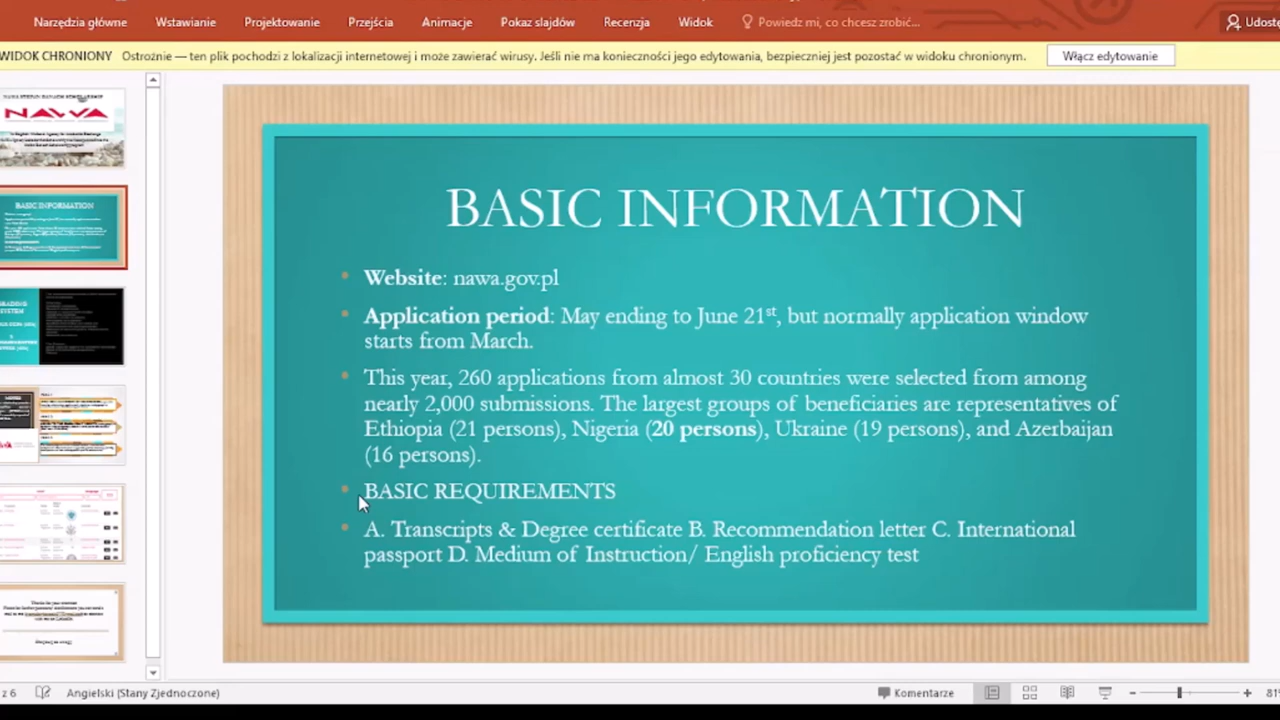 Narzędzia główne Wstawianie Projektowanie Przejścia Animacje Pokaz slajdów Recenzja Widok Powiedz mi, co chcesz zrobić... Udostę
WIDOK CHRONIONY Ostrożnie — ten plik pochodzi z lokalizacji internetowej i może zawierać wirusy. Jeśli nie ma konieczności jego edytowania, bezpieczniej jest pozostać w widoku chronionym. Włącz edytowanie
NAWA
BASIC INFORMATION
BASIC INFORMATION
Website: nawa.gov.pl
Application period: May ending to June 21st, but normally application window
starts from March.
This year, 260 applications from almost 30 countries were selected from among
nearly 2,000 submissions. The largest groups of beneficiaries are representatives of
Ethiopia (21 persons), Nigeria (20 persons), Ukraine (19 persons), and Azerbaijan
(16 persons).
BASIC REQUIREMENTS
A. Transcripts & Degree certificate B. Recommendation letter C. International
passport D. Medium of Instruction/ English proficiency test
z 6 Angielski (Stany Zjednoczone) Komentarze 81